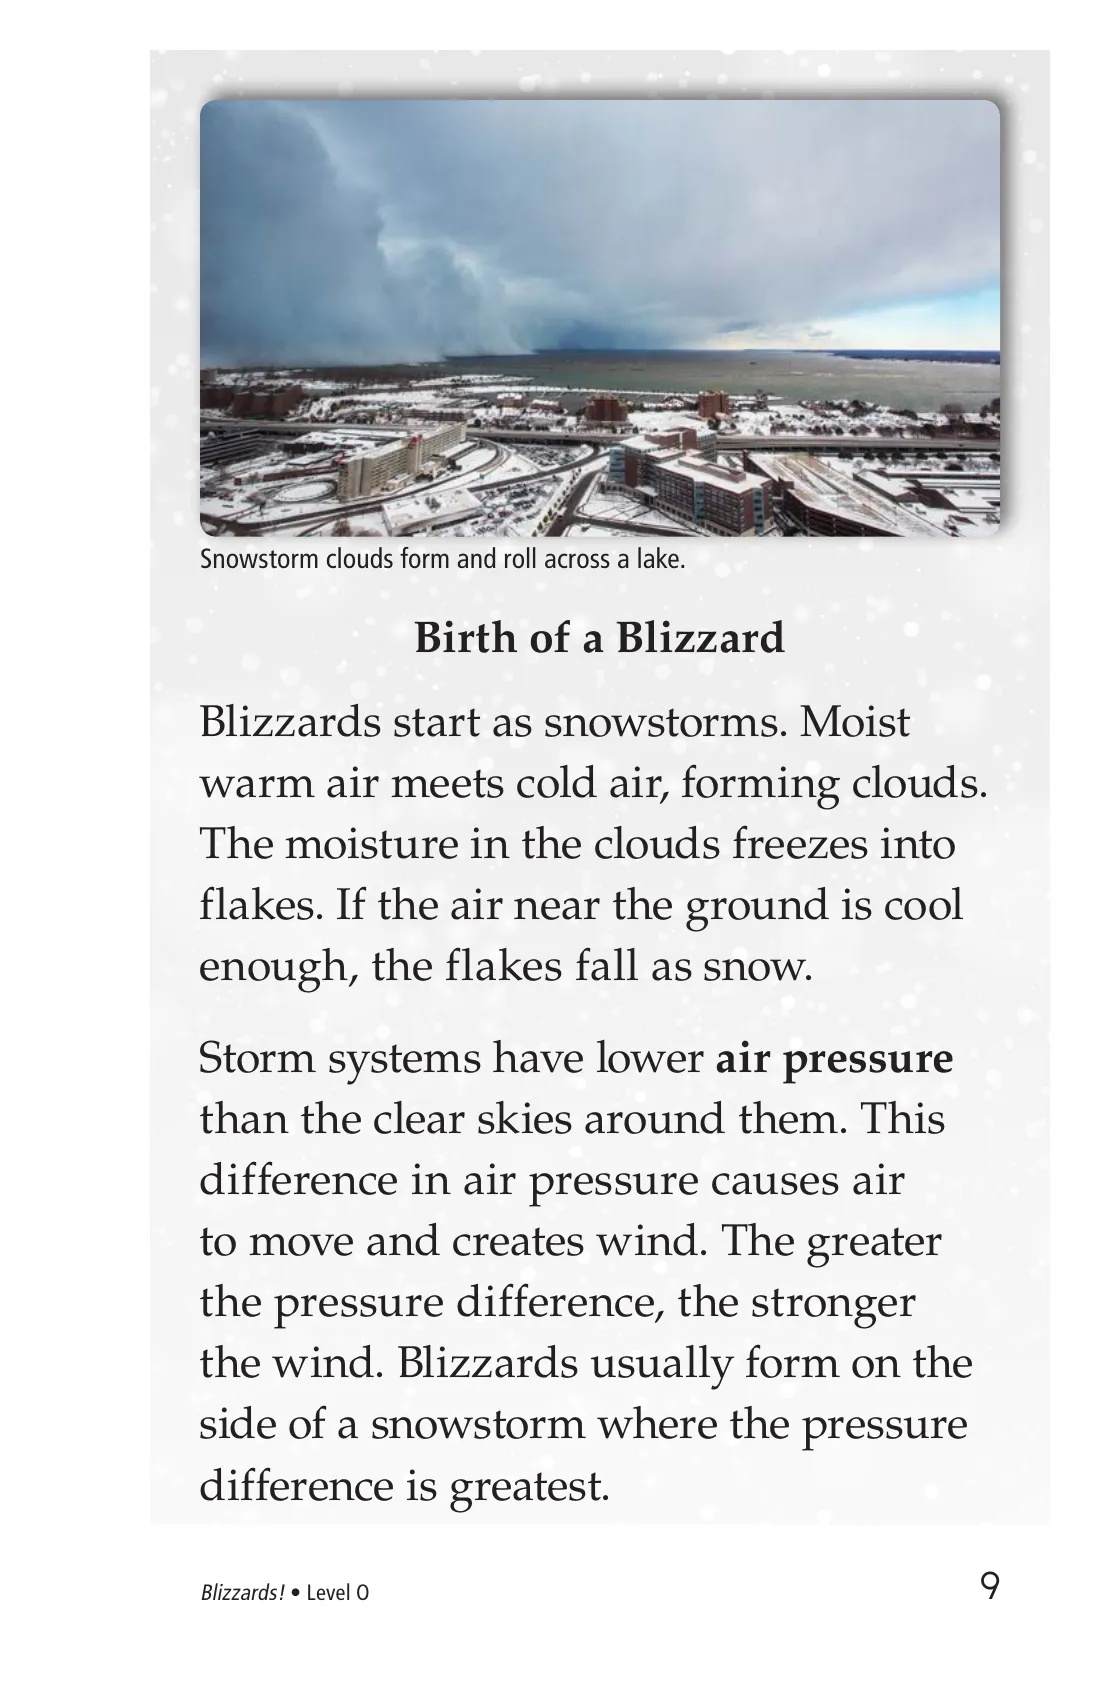 Snowstorm clouds form and roll across a lake.
Birth of a Blizzard
Blizzards start as snowstorms. Moist
warm air meets cold air, forming clouds.
The moisture in the clouds freezes into
flakes. If the air near the ground is cool
enough, the flakes fall as snow.
Storm systems have lower air pressure
than the clear skies around them. This
difference in air pressure causes air
to move and creates wind. The greater
the pressure difference, the stronger
the wind. Blizzards usually form on the
side of a snowstorm where the pressure
difference is greatest.
Blizzards! • Level O
9